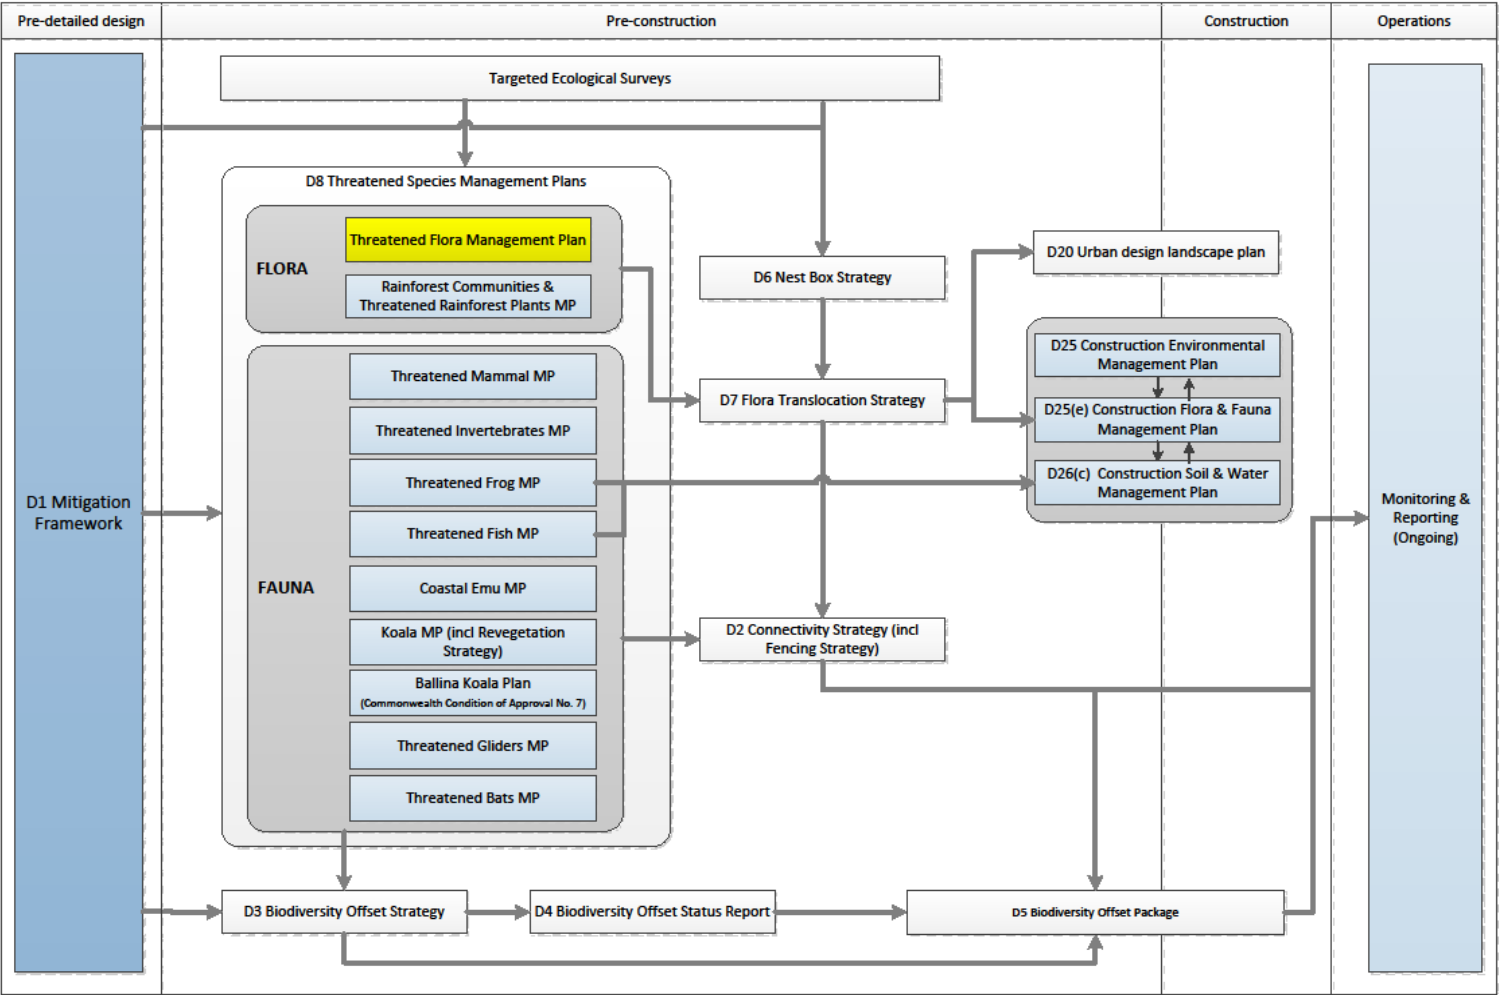 Pre-detailed design
Pre-construction
Construction
Operations
Targeted Ecological Surveys
D8 Threatened Species Management Plans
FLORA
Threatened Flora Management Plan
Rainforest Communities &
Threatened Rainforest Plants MP
FAUNA
Threatened Mammal MP
Threatened Invertebrates MP
Threatened Frog MP
Threatened Fish MP
Coastal Emu MP
Koala MP (incl Revegetation
Strategy)
Ballina Koala Plan
(Commonwealth Condition of Approval No. 7)
Threatened Gliders MP
Threatened Bats MP
D1 Mitigation
Framework
D6 Nest Box Strategy
D7 Flora Translocation Strategy
D2 Connectivity Strategy (incl
Fencing Strategy)
D20 Urban design landscape plan
D25 Construction Environmental
Management Plan
D25(e) Construction Flora & Fauna
Management Plan
D26(c) Construction Soil & Water
Management Plan
Monitoring &
Reporting
(Ongoing)
D3 Biodiversity Offset Strategy
D4 Biodiversity Offset Status Report
D5 Biodiversity Offset Package